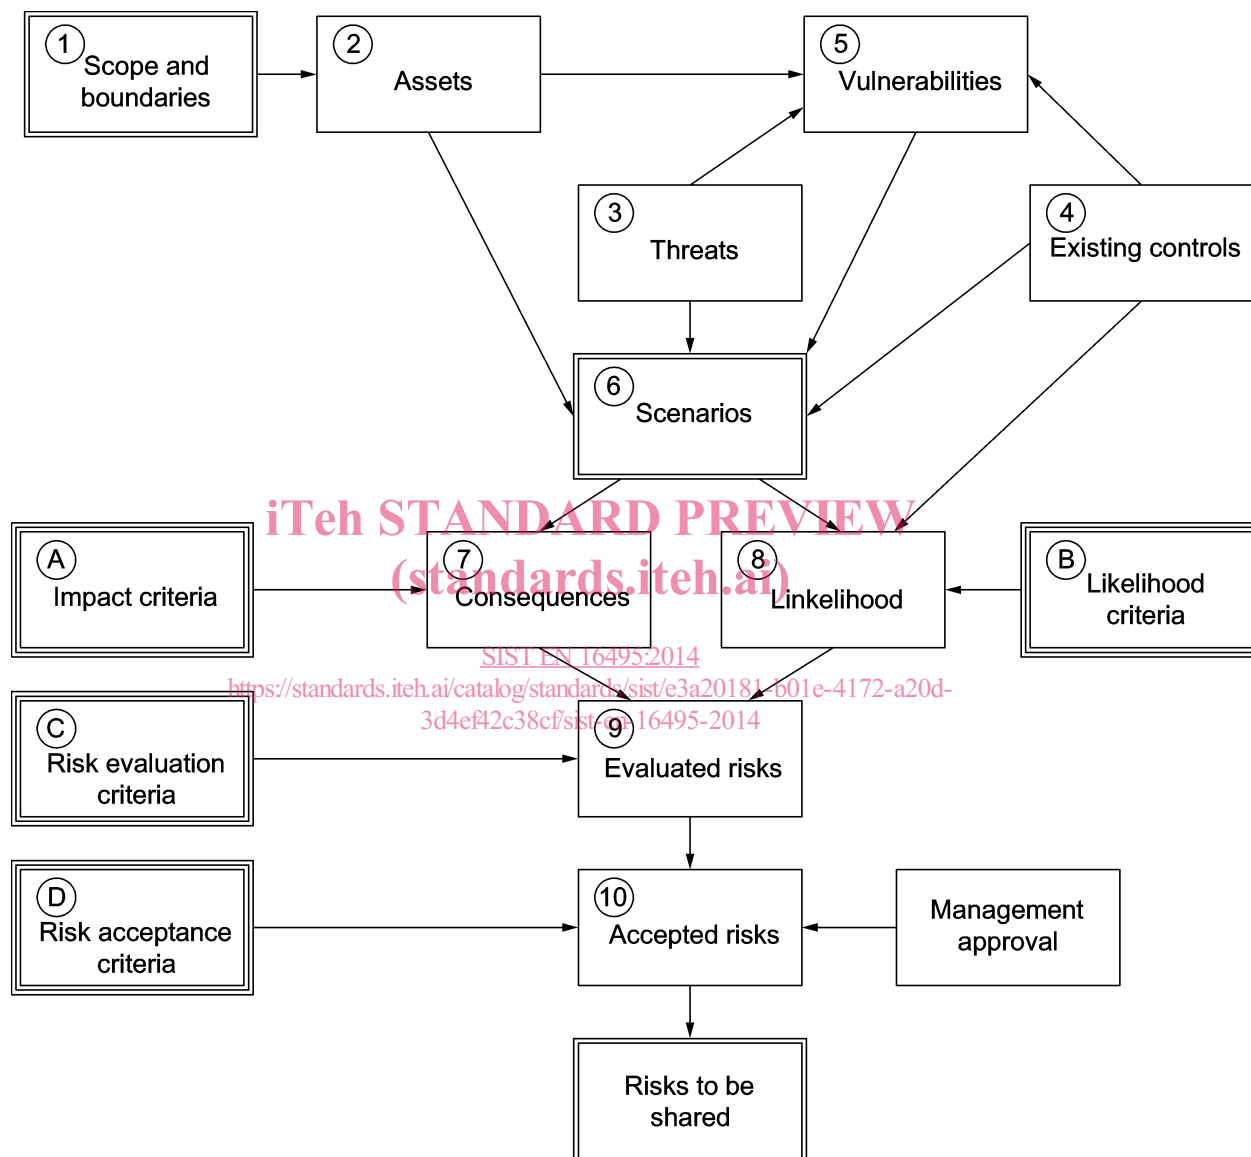 1
Scope and
boundaries
2
Assets
5
Vulnerabilities
3
Threats
4
Existing controls
6
Scenarios
iTeh STANDARD PREVIEW
(standards.iteh.ai)
A
Impact criteria
7
Consequences
8
Linkelihood
B
Likelihood
criteria
SIST EN 16495:2014
https://standards.iteh.ai/catalog/standards/sist/e3a20181-b01e-4172-a20d-
3d4ef42c38cf/sist-en-16495-2014
C
Risk evaluation
criteria
9
Evaluated risks
D
Risk acceptance
criteria
10
Accepted risks
Management
approval
Risks to be
shared